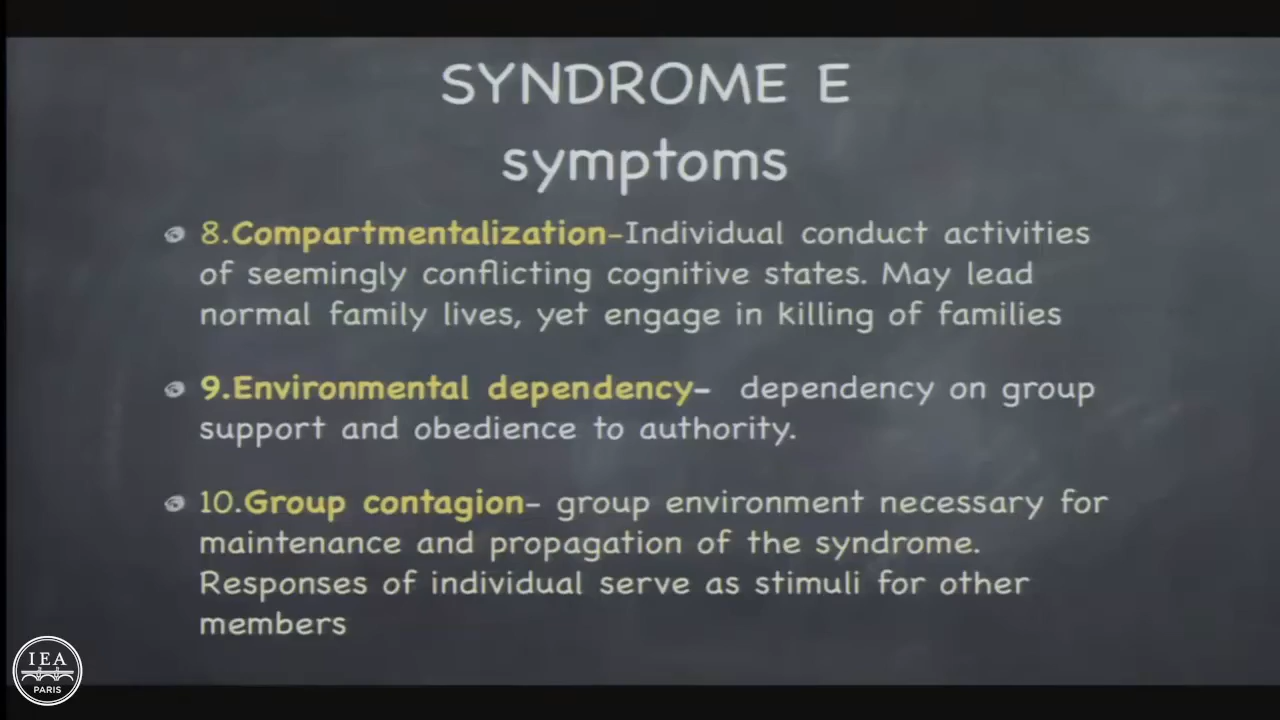 SYNDROME E
symptoms
8.Compartmentalization-Individual conduct activities
of seemingly conflicting cognitive states. May lead
normal family lives, yet engage in killing of families
9.Environmental dependency- dependency on group
support and obedience to authority.
10.Group contagion- group environment necessary for
maintenance and propagation of the syndrome.
Responses of individual serve as stimuli for other
members
IEA
PARIS